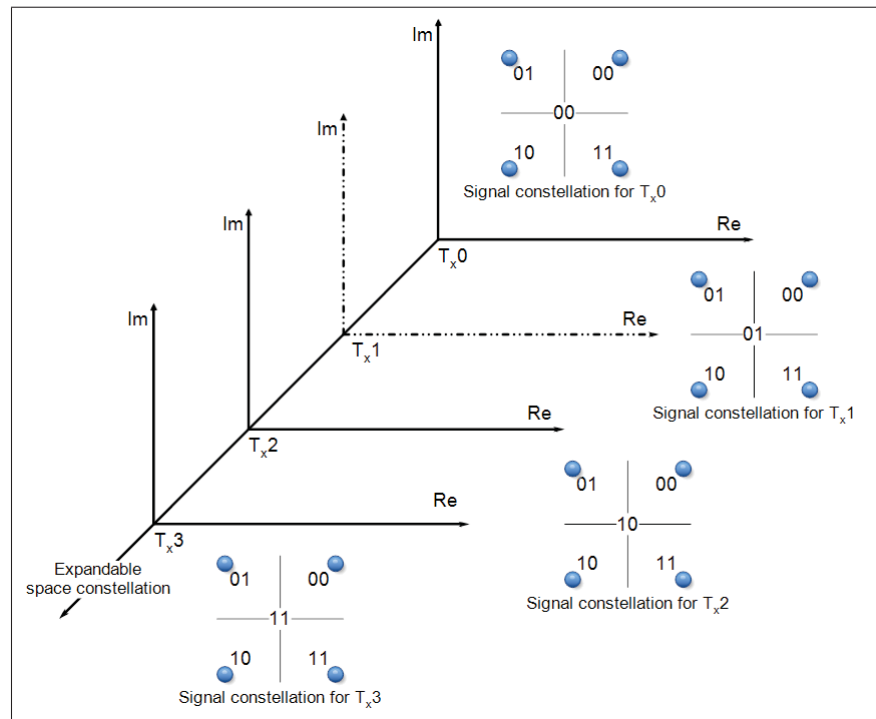 Im
01 00
00
10 11
Signal constellation for Tx0
Im
Re
Tx0
Im
01 00
Re
01
Tx1
10 11
Signal constellation for Tx1
Im
Re
Tx2
01 00
10
Re
10 11
Tx3
Signal constellation for Tx2
Expandable
space constellation
01 00
11
10 11
Signal constellation for Tx3